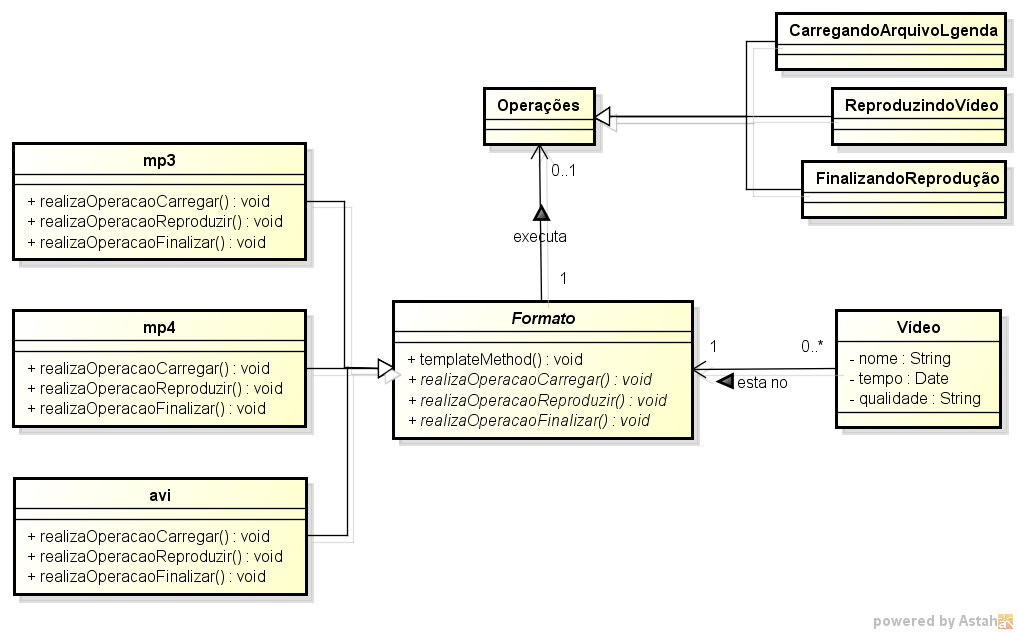 CarregandoArquivoLgenda
Operações
ReproduzindoVídeo
FinalizandoReprodução
0..1
executa
1
mp3
+ realizaOperacaoCarregar() : void
+ realizaOperacaoReproduzir() : void
+ realizaOperacaoFinalizar() : void
mp4
+ realizaOperacaoCarregar() : void
+ realizaOperacaoReproduzir() : void
+ realizaOperacaoFinalizar() : void
avi
+ realizaOperacaoCarregar() : void
+ realizaOperacaoReproduzir() : void
+ realizaOperacaoFinalizar() : void
Formato
+ templateMethod() : void
+ realizaOperacaoCarregar() : void
+ realizaOperacaoReproduzir() : void
+ realizaOperacaoFinalizar() : void
1
0..*
esta no
Vídeo
- nome : String
- tempo : Date
- qualidade : String
powered by Astah